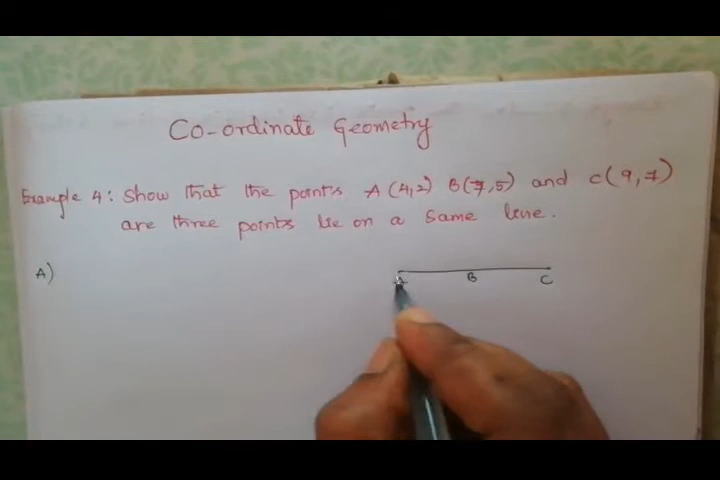 Co-ordinate Geometry
Example 4: Show that the points A(4,2) B(7,5) and C(9,7)
are three points lie on a same line.
A)
A B C